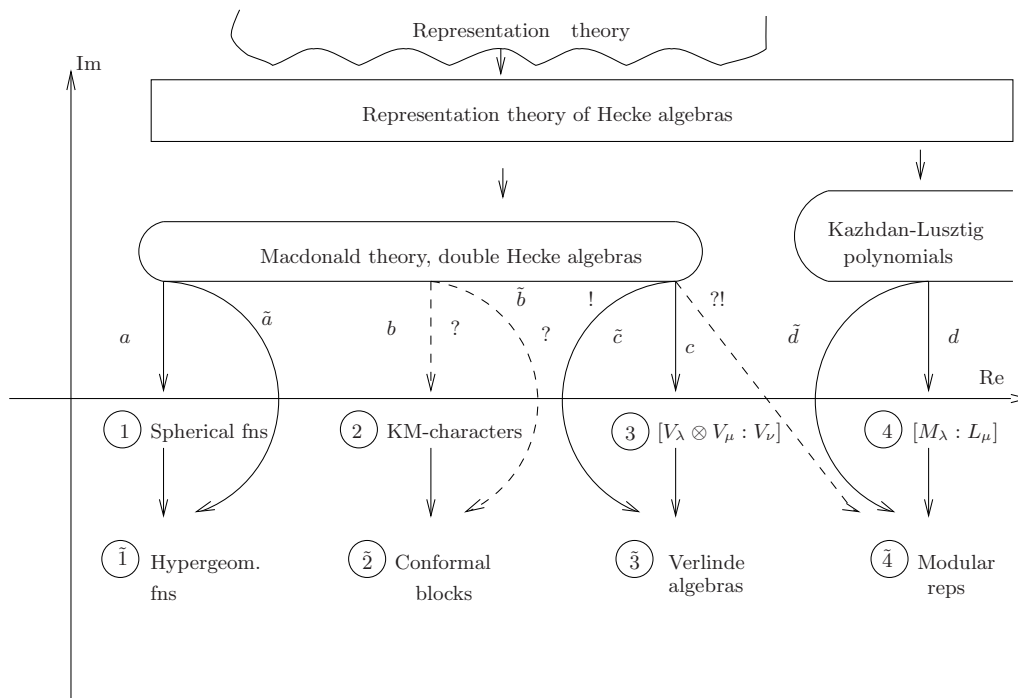 Representation theory
Im
Representation theory of Hecke algebras
Kazhdan-Lusztig
polynomials
Macdonald theory, double Hecke algebras
a
ã
b
?
b̃
?
!
c̃
c
?!
d̃
d
Re
1 Spherical fns
2 KM-characters
3 [V_λ ⊗ V_μ : V_ν]
4 [M_λ : L_μ]
1̃ Hypergeom.
fns
2̃ Conformal
blocks
3̃ Verlinde
algebras
4̃ Modular
reps